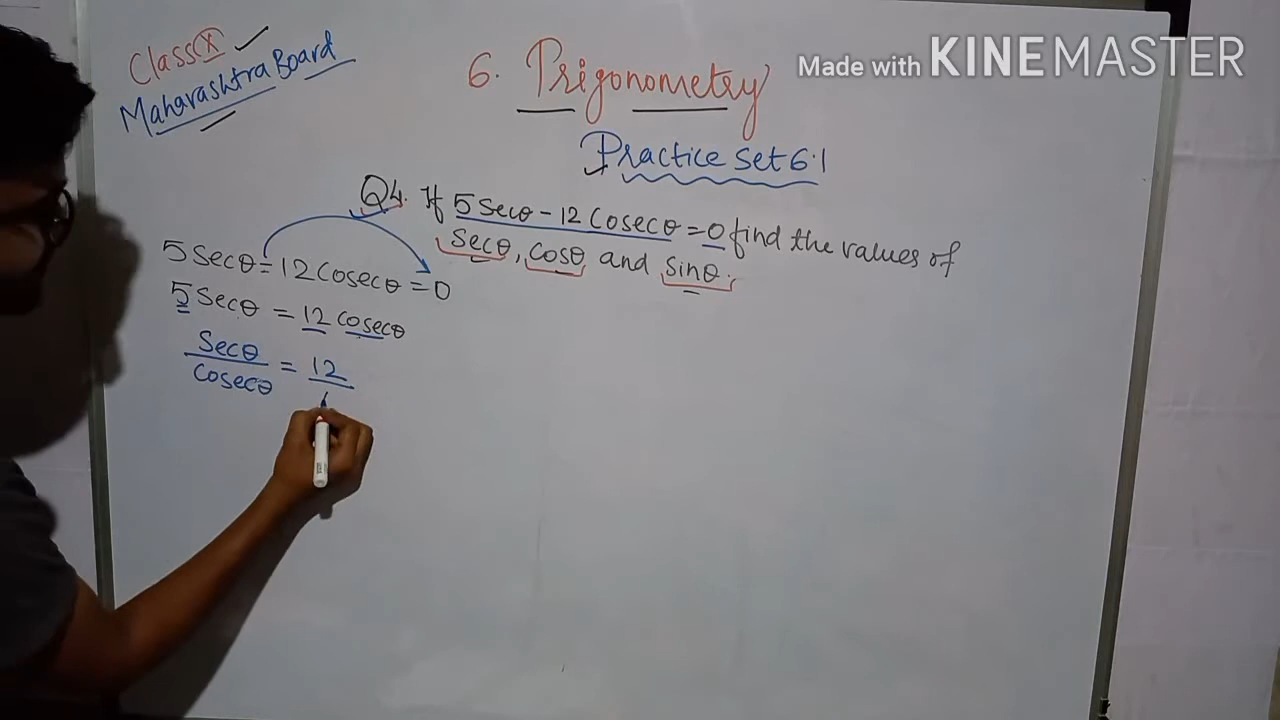 Class X
Maharashtra Board
Made with KINEMASTER
6. Trigonometry
Practice Set 6.1
Q4. If 5 Secθ - 12 Cosecθ = 0 find the values of
Secθ, Cosθ and sinθ.
5 Secθ = 12 Cosecθ = 0
5 Secθ = 12 cosecθ
Secθ = 12
cosecθ